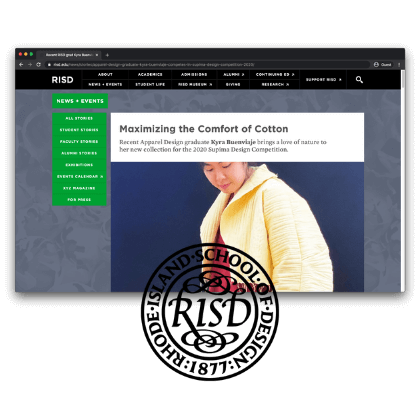 Recent RISD grad Kyra Buenvi
risd.edu/news/stories/apparel-design-graduate-kyra-buenviaje-competes-in-supima-design-competition-2020/
Guest
RISD
ABOUT
ACADEMICS
ADMISSIONS
ALUMNI
CONTINUING ED
SUPPORT RISD
NEWS + EVENTS
STUDENT LIFE
RISD MUSEUM
GIVING
RESEARCH
NEWS + EVENTS
ALL STORIES
STUDENT STORIES
FACULTY STORIES
ALUMNI STORIES
EXHIBITIONS
EVENTS CALENDAR
XYZ MAGAZINE
FOR PRESS
Maximizing the Comfort of Cotton
Recent Apparel Design graduate Kyra Buenviaje brings a love of nature to
her new collection for the 2020 Supima Design Competition.
RHODE·ISLAND·SCHOOL·OF·DESIGN·
RISD
·1877·